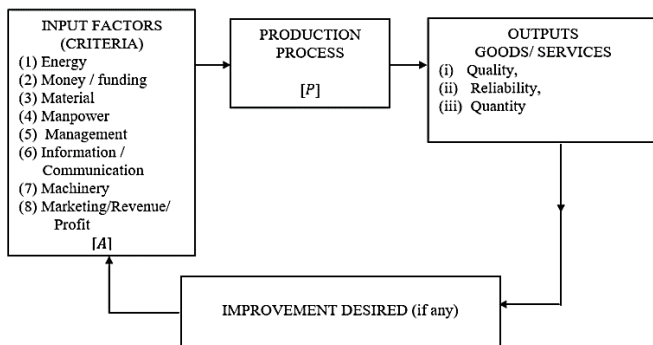 INPUT FACTORS
(CRITERIA)
(1) Energy
(2) Money / funding
(3) Material
(4) Manpower
(5) Management
(6) Information /
Communication
(7) Machinery
(8) Marketing/Revenue/
Profit
[A]
PRODUCTION
PROCESS
[P]
OUTPUTS
GOODS/ SERVICES
(i) Quality,
(ii) Reliability,
(iii) Quantity
IMPROVEMENT DESIRED (if any)